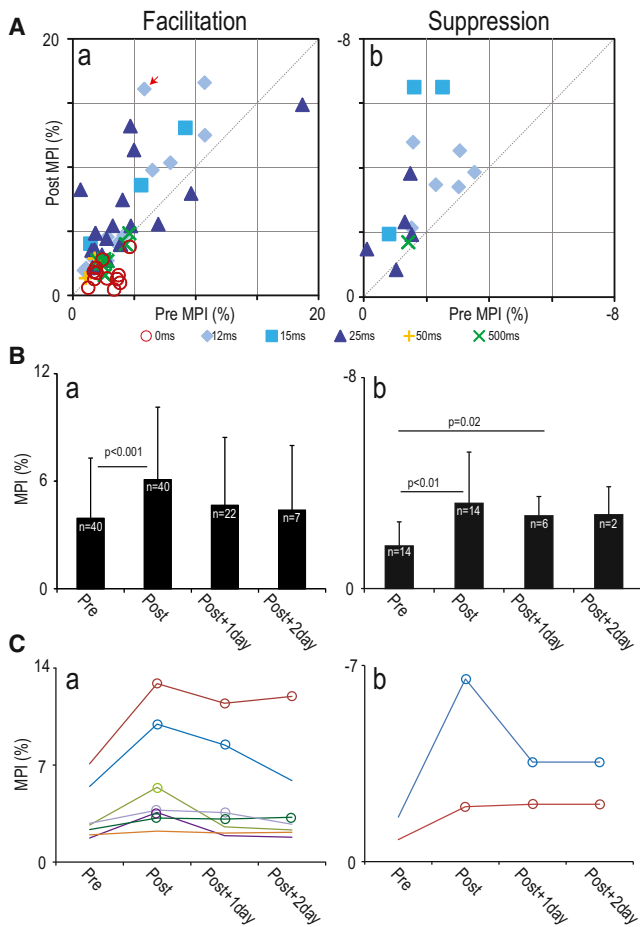 Facilitation
Suppression
A
20
a
Post MPI (%)
0
Pre MPI (%)
20
-8
b
0
Pre MPI (%)
-8
0ms
12ms
15ms
25ms
50ms
500ms
B
12
a
p<0.001
MPI (%)
6
n=40
n=40
n=22
n=7
0
Pre
Post
Post+1day
Post+2day
-8
b
p=0.02
p<0.01
n=14
n=14
n=6
n=2
0
Pre
Post
Post+1day
Post+2day
C
14
a
MPI (%)
7
0
Pre
Post
Post+1day
Post+2day
-7
b
-0
Pre
Post
Post+1day
Post+2day